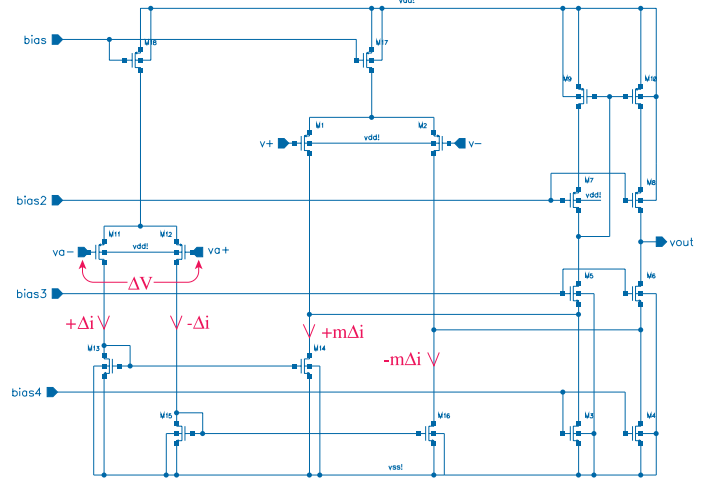 vdd!
bias
M18
M17
M9
M10
M1
M2
v+
vdd!
v-
M7
M8
bias2
vdd!
M11
M12
va-
vdd!
va+
vout
ΔV
M5
M6
bias3
+Δi
-Δi
+mΔi
-mΔi
M13
M14
bias4
M15
M16
M3
M4
vss!